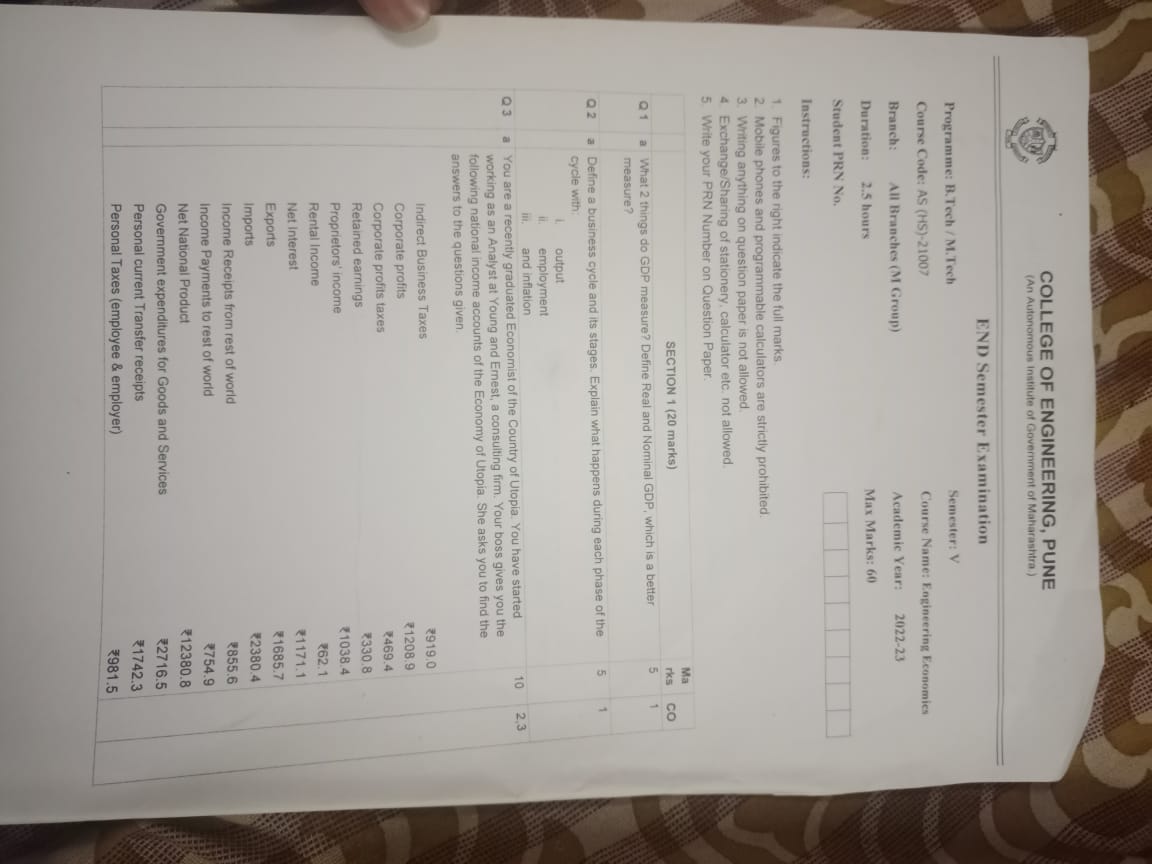 COLLEGE OF ENGINEERING, PUNE
(An Autonomous Institute of Government of Maharashtra.)
END Semester Examination
Programme: B.Tech / M.Tech Semester: V
Course Code: AS (HS)-21007 Course Name: Engineering Economics
Branch: All Branches (M Group) Academic Year: 2022-23
Duration: 2.5 hours Max Marks: 60
Student PRN No.
Instructions:
1. Figures to the right indicate the full marks.
2. Mobile phones and programmable calculators are strictly prohibited.
3. Writing anything on question paper is not allowed.
4. Exchange/Sharing of stationery, calculator etc. not allowed.
5. Write your PRN Number on Question Paper.
SECTION 1 (20 marks) Ma rks CO
Q 1 a What 2 things do GDP measure? Define Real and Nominal GDP, which is a better 5 1
measure?
Q 2 a Define a business cycle and its stages. Explain what happens during each phase of the 5 1
cycle with:
i. output
ii. employment
iii. and inflation
Q 3 a You are a recently graduated Economist of the Country of Utopia. You have started 10 2,3
working as an Analyst at Young and Ernest, a consulting firm. Your boss gives you the
following national income accounts of the Economy of Utopia. She asks you to find the
answers to the questions given.
Indirect Business Taxes ₹919.0
Corporate profits ₹1208.9
Corporate profits taxes ₹469.4
Retained earnings ₹330.8
Proprietors' income ₹1038.4
Rental Income ₹62.1
Net Interest ₹1171.1
Exports ₹1685.7
Imports ₹2380.4
Income Receipts from rest of world ₹855.6
Income Payments to rest of world ₹754.9
Net National Product ₹12380.8
Government expenditures for Goods and Services ₹2716.5
Personal current Transfer receipts ₹1742.3
Personal Taxes (employee & employer) ₹981.5